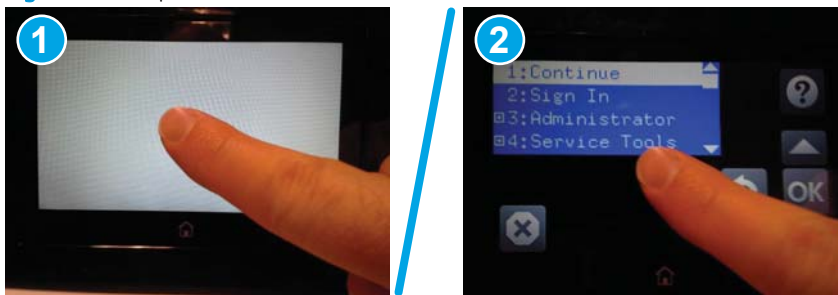 1
2
1:Continue
2:Sign In
3:Administrator
4:Service Tools
?
OK